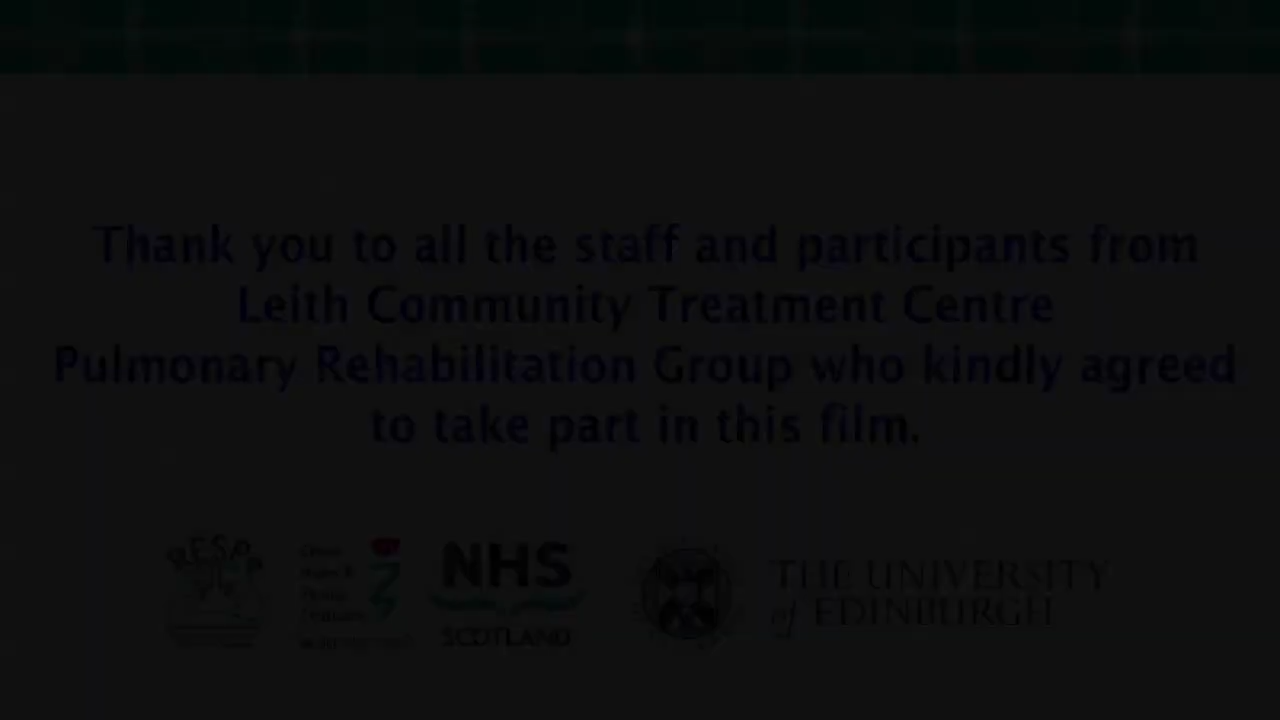 Thank you to all the staff and participants from
Leith Community Treatment Centre
Pulmonary Rehabilitation Group who kindly agreed
to take part in this film.
NHS
SCOTLAND
THE UNIVERSITY
of EDINBURGH